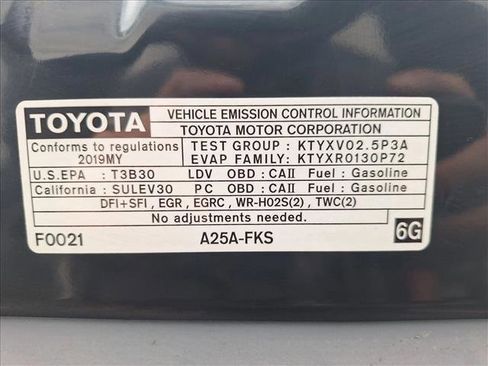 TOYOTA VEHICLE EMISSION CONTROL INFORMATION
TOYOTA MOTOR CORPORATION
Conforms to regulations TEST GROUP : KTYXV02.5P3A
2019MY EVAP FAMILY: KTYXR0130P72
U.S.EPA : T3B30 LDV OBD : CAII Fuel : Gasoline
California : SULEV30 PC OBD : CAII Fuel : Gasoline
DFI+SFI , EGR , EGRC , WR-HO2S(2) , TWC(2)
No adjustments needed.
F0021 A25A-FKS 6G